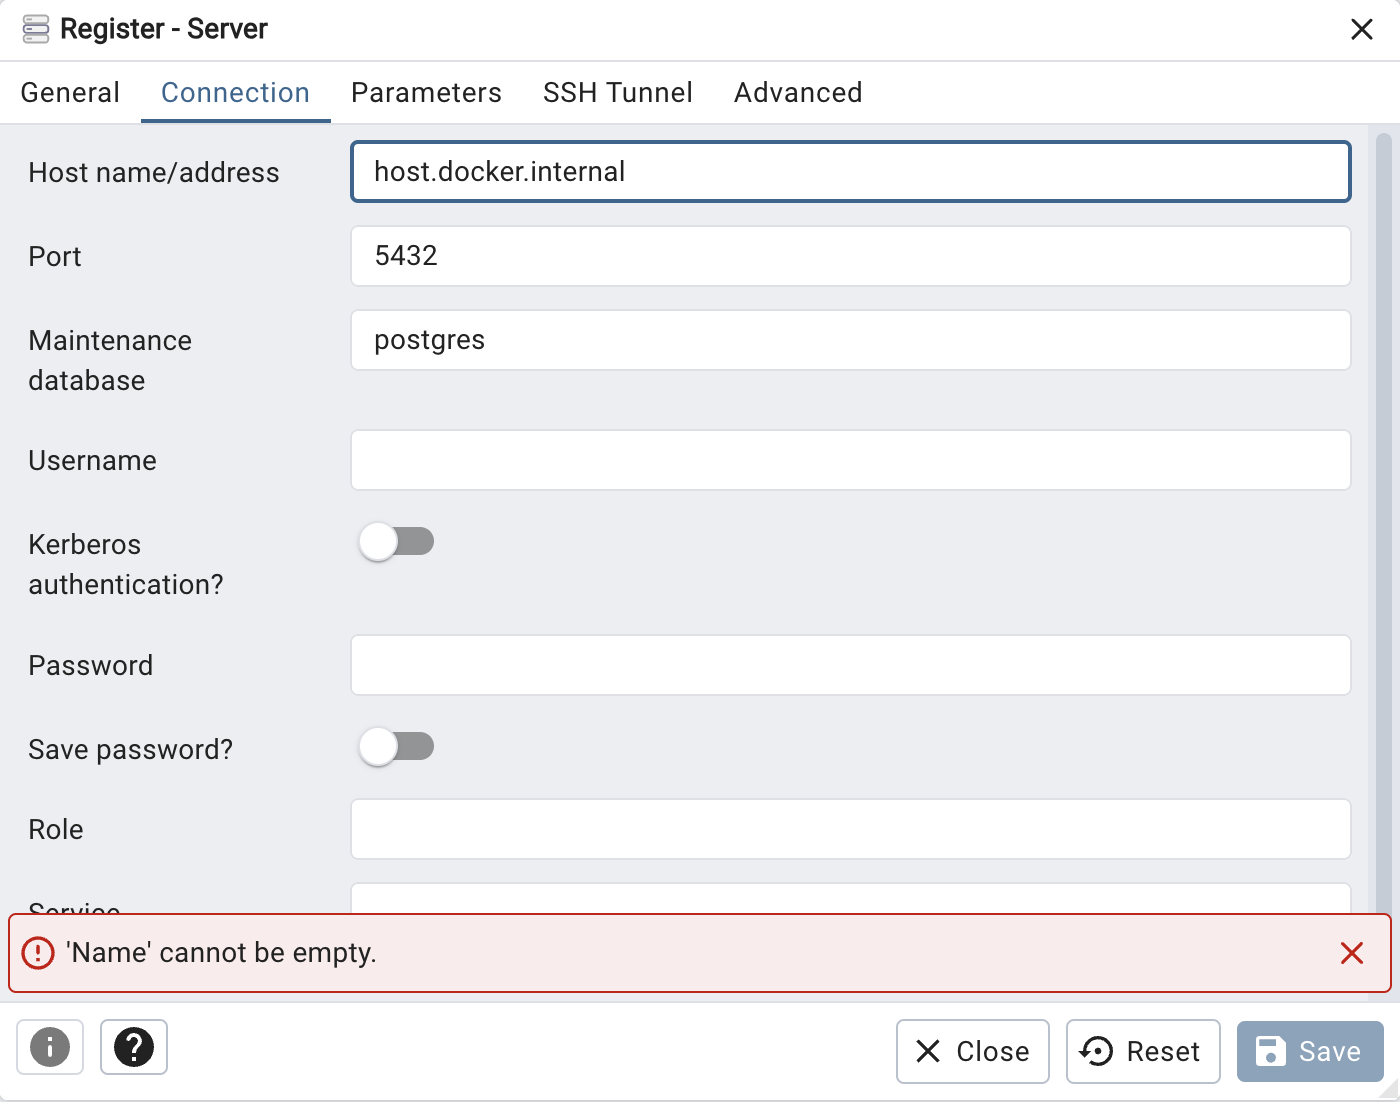 Register - Server
General Connection Parameters SSH Tunnel Advanced
Host name/address host.docker.internal
Port 5432
Maintenance database postgres
Username
Kerberos authentication?
Password
Save password?
Role
Service
'Name' cannot be empty.
Close Reset Save